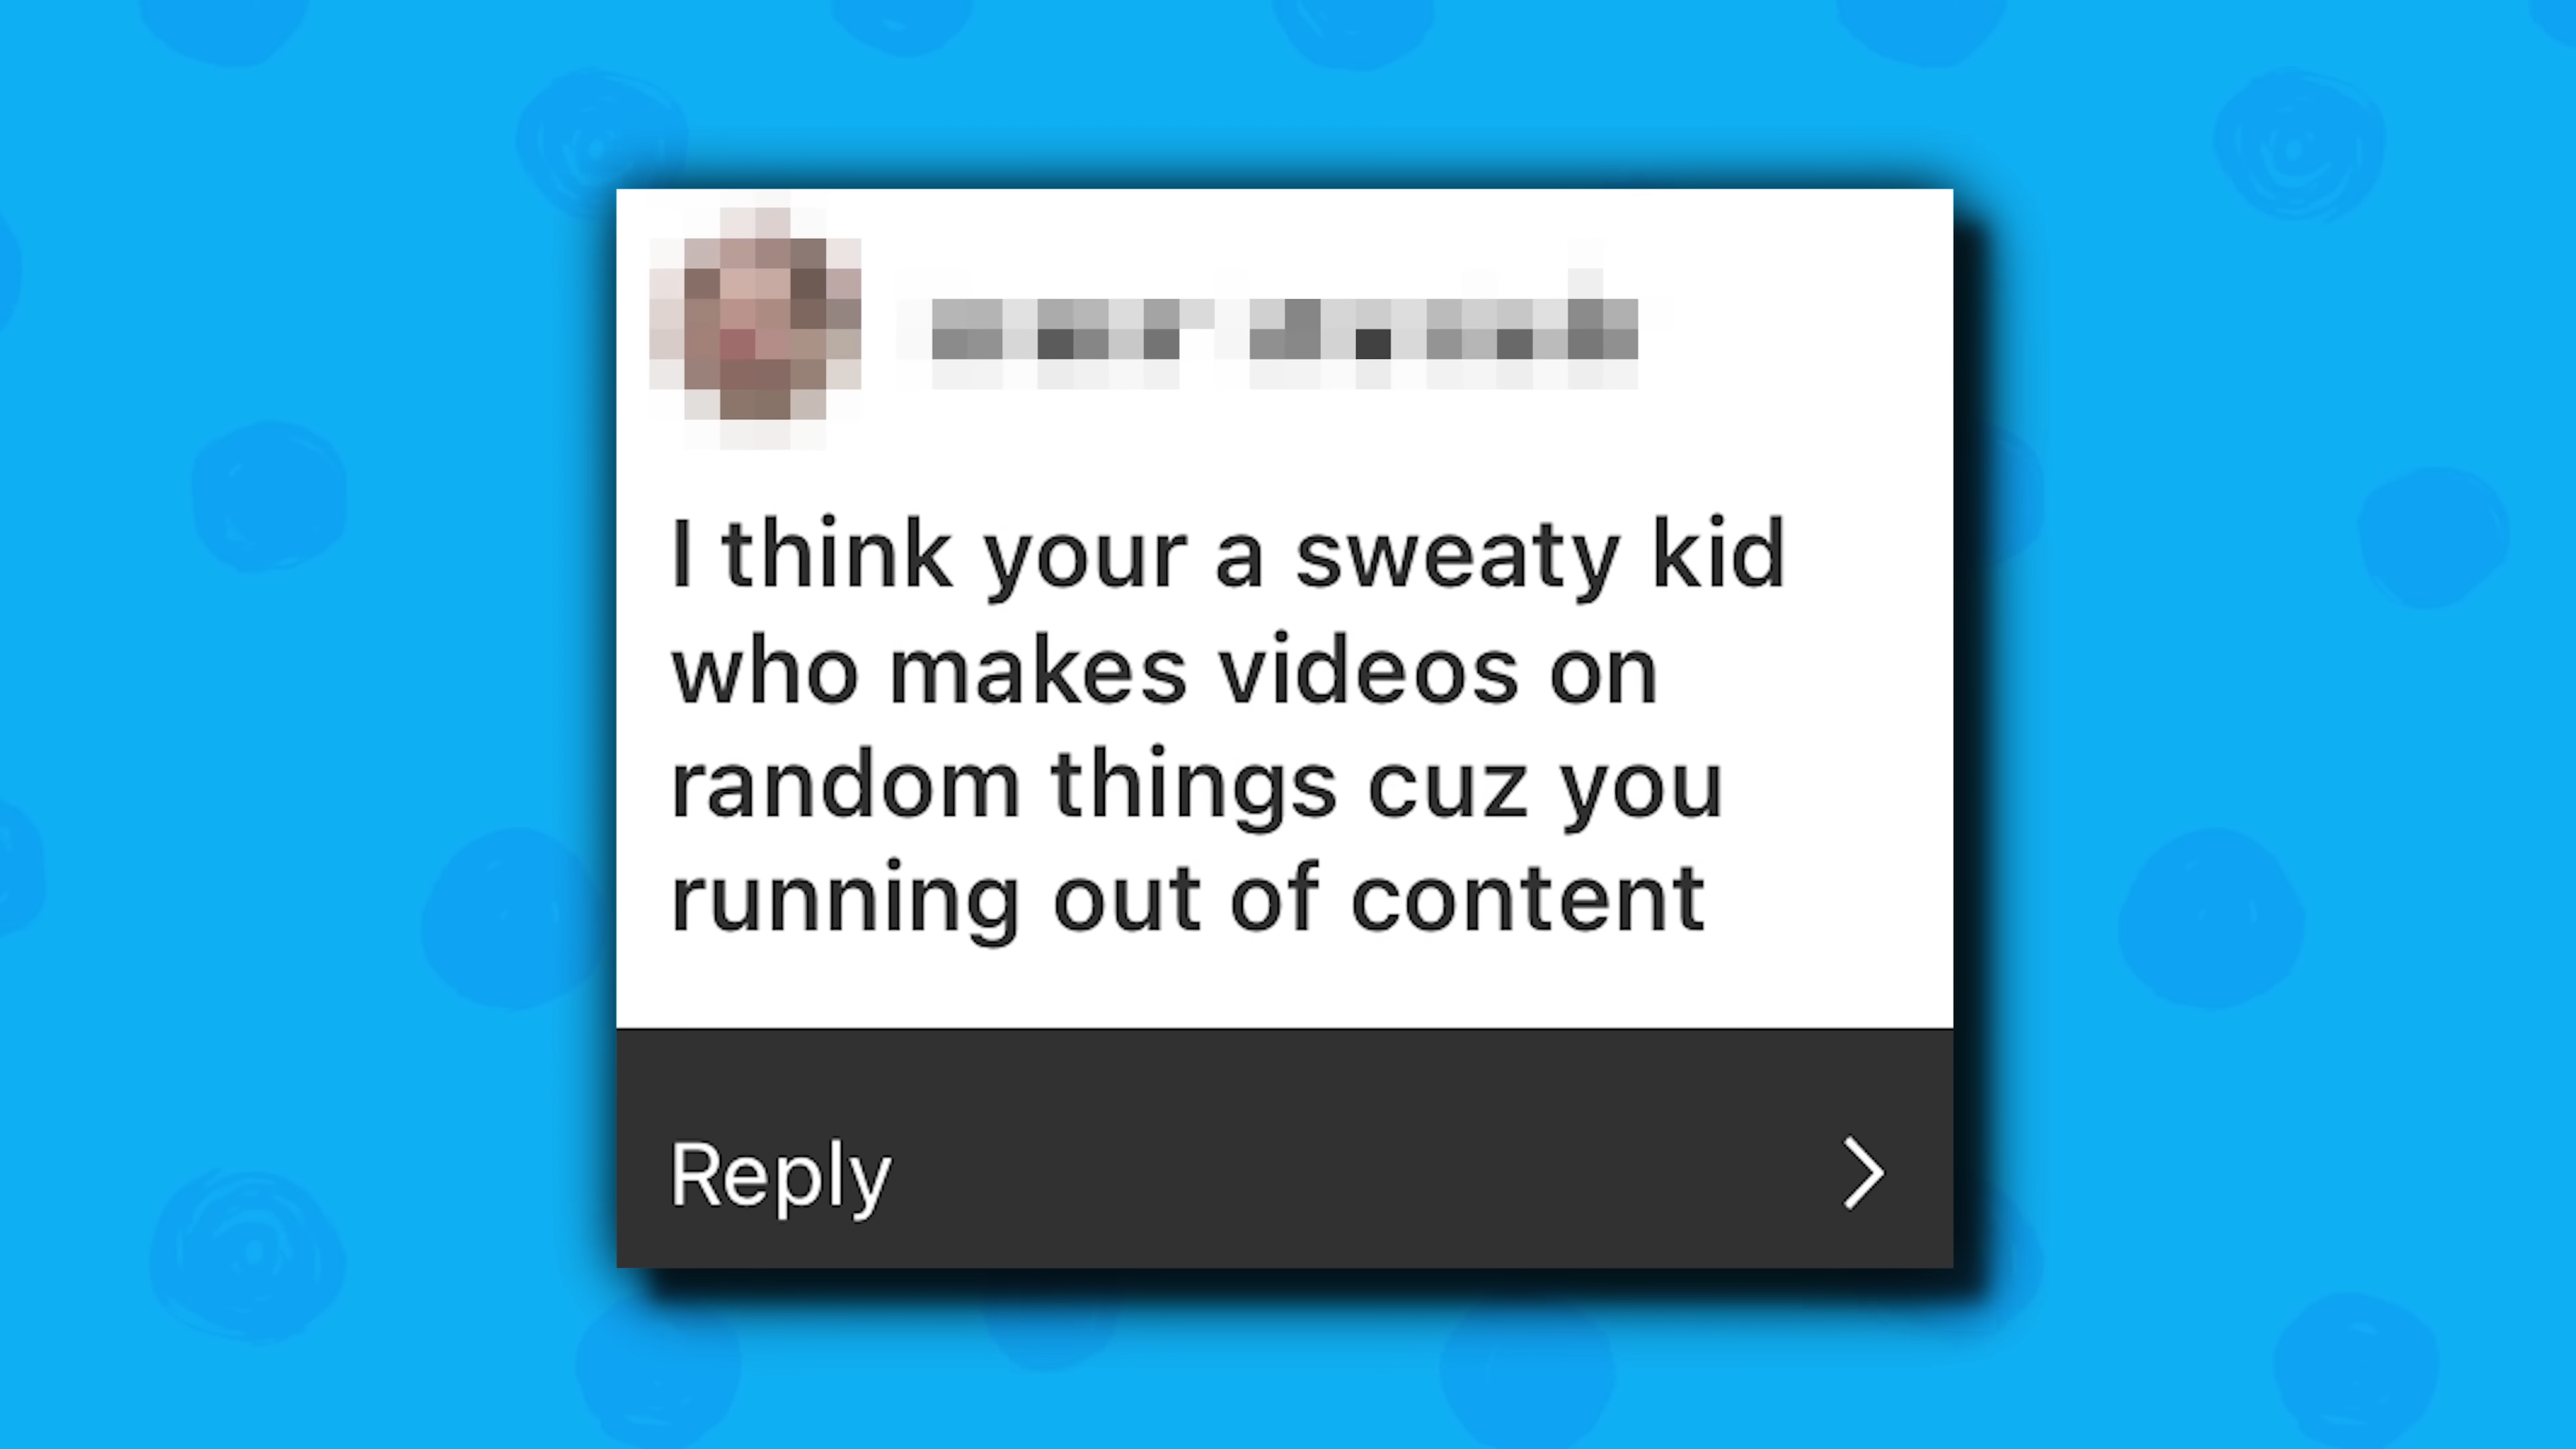 I think your a sweaty kid
who makes videos on
random things cuz you
running out of content
Reply